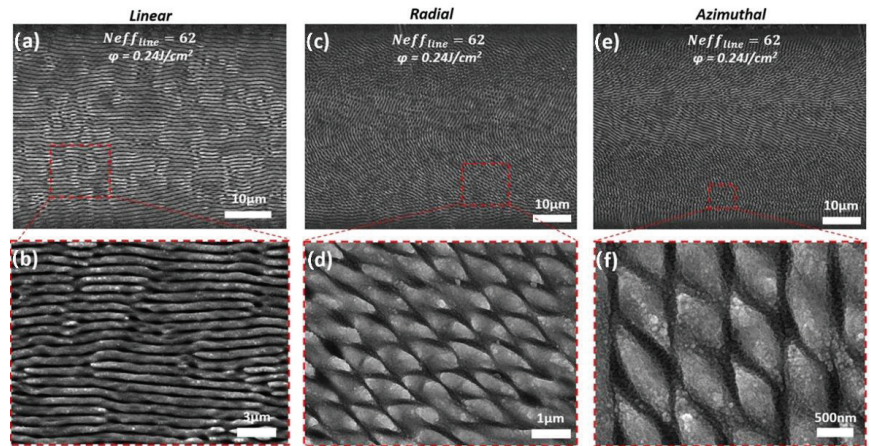 Linear
Radial
Azimuthal
(a)
Neff_line = 62
φ = 0.24J/cm²
10μm
(c)
Neff_line = 62
φ = 0.24J/cm²
10μm
(e)
Neff_line = 62
φ = 0.24J/cm²
10μm
(b)
3μm
(d)
1μm
(f)
500nm